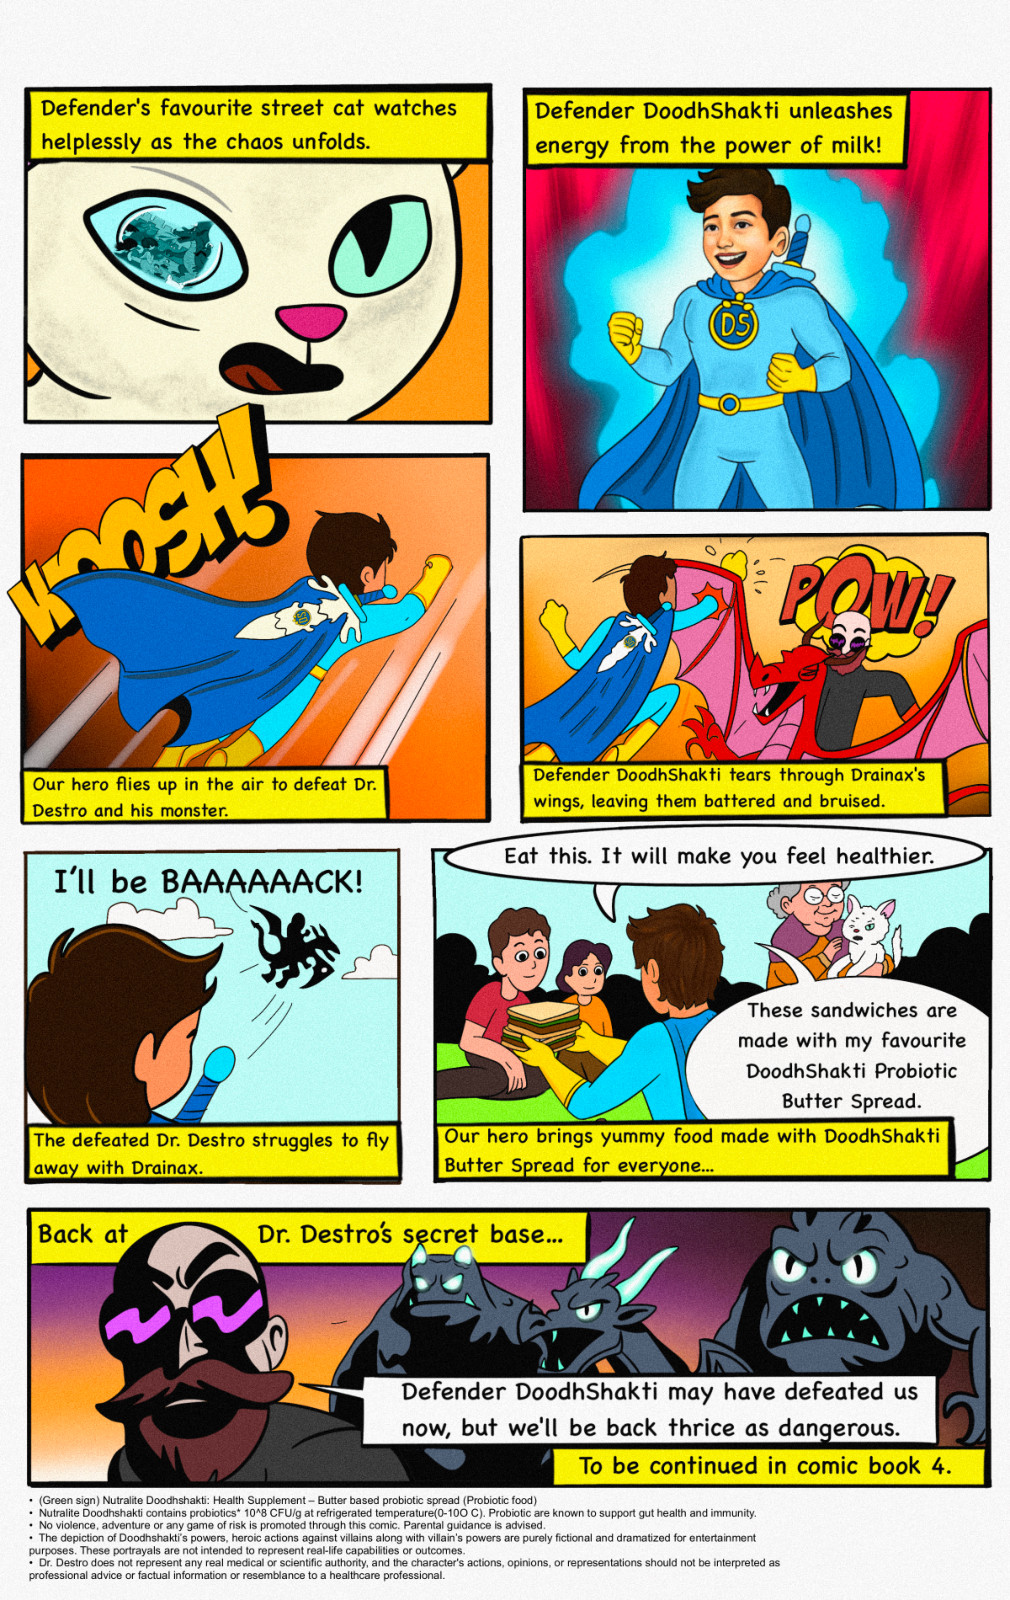 Defender's favourite street cat watches
helplessly as the chaos unfolds.
Defender DoodhShakti unleashes
energy from the power of milk!
DS
WOOSH!
DS
Our hero flies up in the air to defeat Dr.
Destro and his monster.
POW!
DS
Defender DoodhShakti tears through Drainax's
wings, leaving them battered and bruised.
I'll be BAAAAAACK!
The defeated Dr. Destro struggles to fly
away with Drainax.
Eat this. It will make you feel healthier.
These sandwiches are
made with my favourite
DoodhShakti Probiotic
Butter Spread.
Our hero brings yummy food made with DoodhShakti
Butter Spread for everyone...
Back at Dr. Destro's secret base...
Defender DoodhShakti may have defeated us
now, but we'll be back thrice as dangerous.
To be continued in comic book 4.
• (Green sign) Nutralite Doodhshakti: Health Supplement – Butter based probiotic spread (Probiotic food)
• Nutralite Doodhshakti contains probiotics* 10^8 CFU/g at refrigerated temperature(0-10O C). Probiotic are known to support gut health and immunity.
• No violence, adventure or any game of risk is promoted through this comic. Parental guidance is advised.
• The depiction of Doodhshakti's powers, heroic actions against villains along with villain's powers are purely fictional and dramatized for entertainment
purposes. These portrayals are not intended to represent real-life capabilities or outcomes.
• Dr. Destro does not represent any real medical or scientific authority, and the character's actions, opinions, or representations should not be interpreted as
professional advice or factual information or resemblance to a healthcare professional.